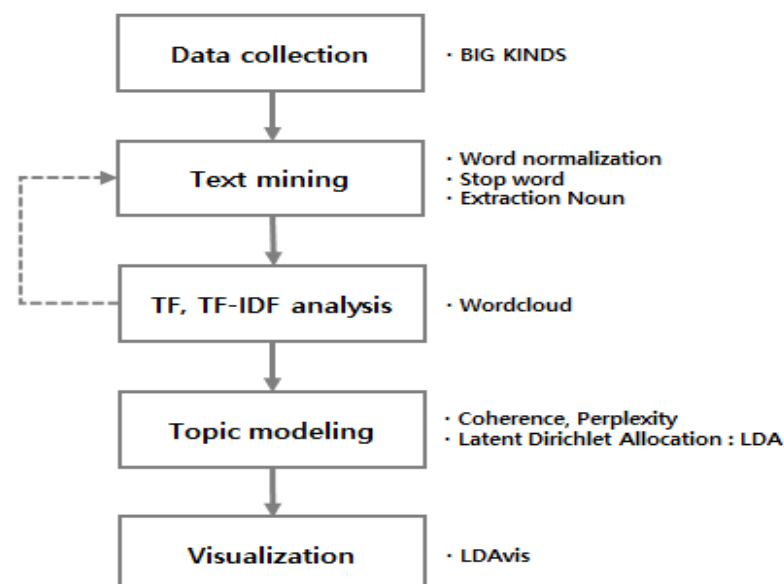 Data collection
· BIG KINDS
Text mining
· Word normalization
· Stop word
· Extraction Noun
TF, TF-IDF analysis
· Wordcloud
Topic modeling
· Coherence, Perplexity
· Latent Dirichlet Allocation : LDA
Visualization
· LDAvis